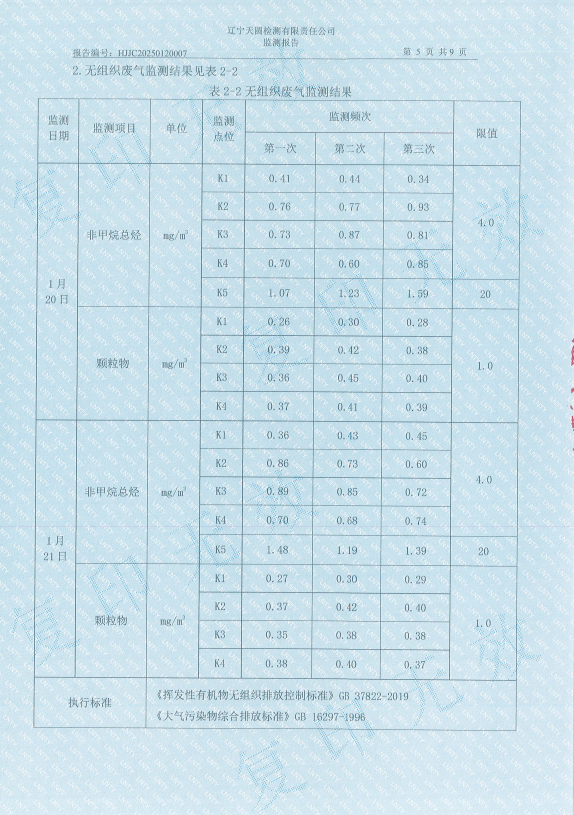 辽宁天圆检测有限责任公司
监测报告
报告编号：HJJC20250120007 第 5 页 共 9 页
2. 无组织废气监测结果见表 2-2
表 2-2 无组织废气监测结果
监测日期 监测项目 单位 监测点位 监测频次 限值
第一次 第二次 第三次
1月20日 非甲烷总烃 mg/m³ K1 0.41 0.44 0.34 4.0
K2 0.76 0.77 0.93
K3 0.73 0.87 0.81
K4 0.70 0.60 0.85
K5 1.07 1.23 1.59 20
颗粒物 mg/m³ K1 0.26 0.30 0.28 1.0
K2 0.39 0.42 0.38
K3 0.36 0.45 0.40
K4 0.37 0.41 0.39
1月21日 非甲烷总烃 mg/m³ K1 0.36 0.43 0.45 4.0
K2 0.86 0.73 0.60
K3 0.89 0.85 0.72
K4 0.70 0.68 0.74
K5 1.48 1.19 1.39 20
颗粒物 mg/m³ K1 0.27 0.30 0.29 1.0
K2 0.37 0.42 0.40
K3 0.35 0.38 0.38
K4 0.38 0.40 0.37
执行标准 《挥发性有机物无组织排放控制标准》GB 37822-2019
《大气污染物综合排放标准》GB 16297-1996
复印无效
复印无效
复印无效